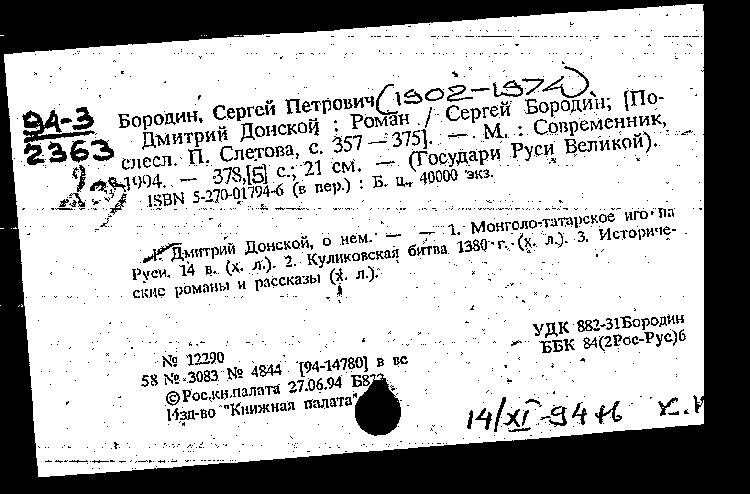 94-3
2363
Бородин, Сергей Петрович (1902-1974).
Дмитрий Донской : Роман / Сергей Бородин; [По-
слесл. П. Слетова, с. 357—375]. — М. : Современник,
1994. — 378,[5] с.; 21 см. — (Государи Руси Великой).
ISBN 5-270-01794-6 (в пер.) : Б. ц., 40000 экз.
1. Дмитрий Донской, о нем. — — 1. Монголо-татарское иго на
Руси, 14 в. (х. л.). 2. Куликовская битва 1380 г. (х. л.). 3. Историче-
ские романы и рассказы (х. л.).
УДК 882-31Бородин
ББК 84(2Рос-Рус)6
№ 12290
58 № 3083 № 4844 [94-14780] в вс
©Рос.кн.палата 27.06.94 Б873
Изд-во "Книжная палата"
14/XI-94